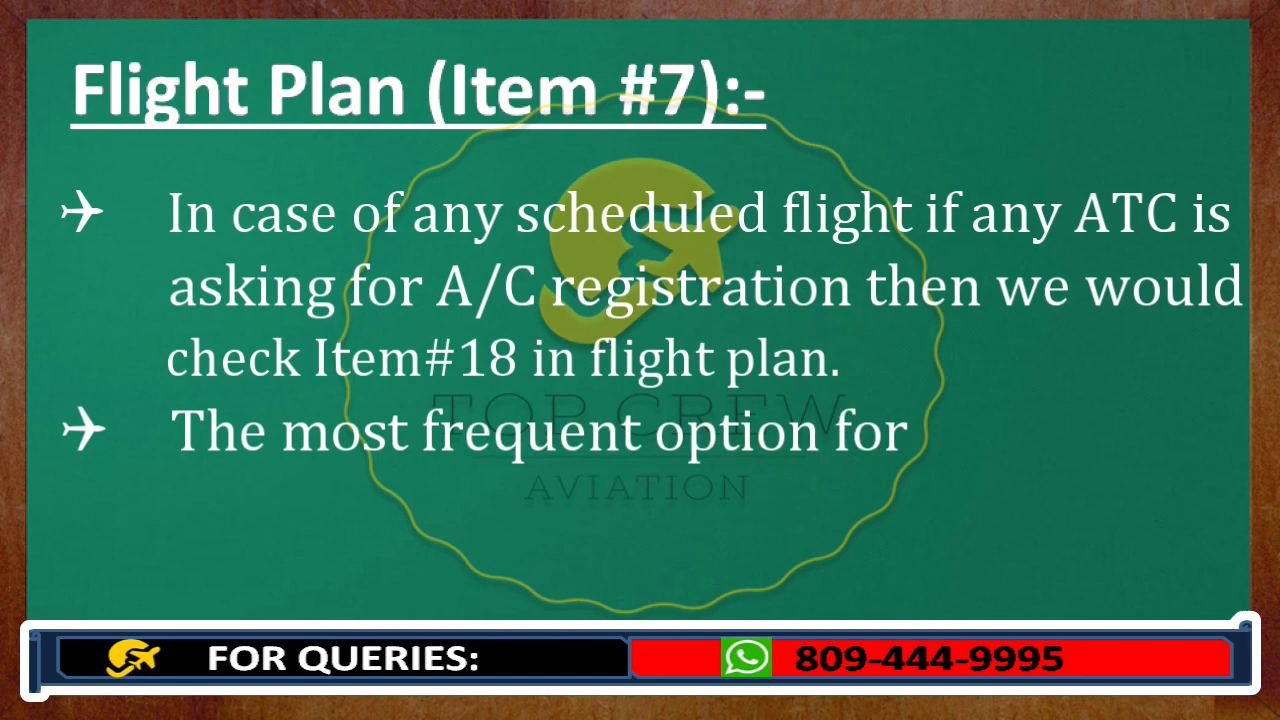 Flight Plan (Item #7):-
In case of any scheduled flight if any ATC is
asking for A/C registration then we would
check Item#18 in flight plan.
The most frequent option for
TOP CREW
AVIATION
FOR QUERIES:
809-444-9995